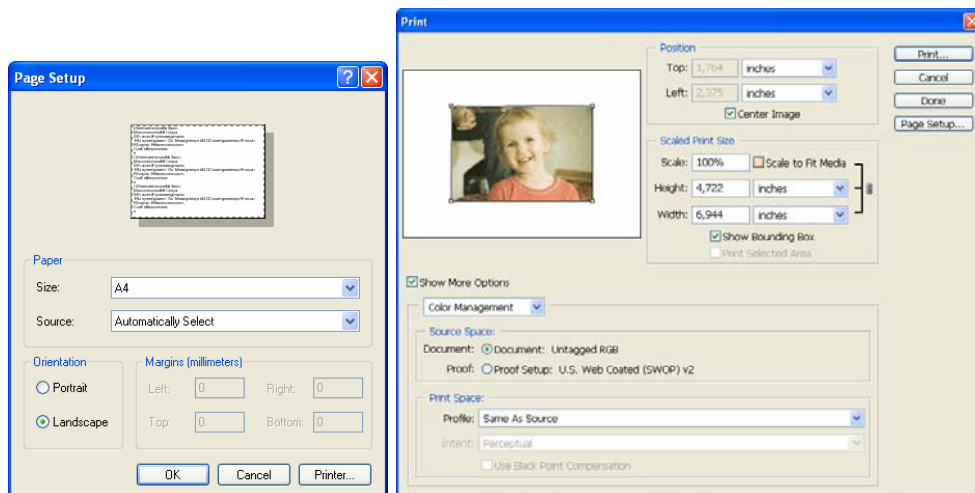 Page Setup
Paper
Size: A4
Source: Automatically Select
Orientation
Portrait
Landscape
Margins (millimeters)
Left: 0 Right: 0
Top: 0 Bottom: 0
OK Cancel Printer...
Print
Position
Top: 1,764 inches
Left: 2,375 inches
Center Image
Print...
Cancel
Done
Page Setup...
Scaled Print Size
Scale: 100% Scale to Fit Media
Height: 4,722 inches
Width: 6,944 inches
Show Bounding Box
Print Selected Area
Show More Options
Color Management
Source Space:
Document: Document: Untagged RGB
Proof: Proof Setup: U.S. Web Coated (SWOP) v2
Print Space:
Profile: Same As Source
Intent: Perceptual
Use Black Point Compensation